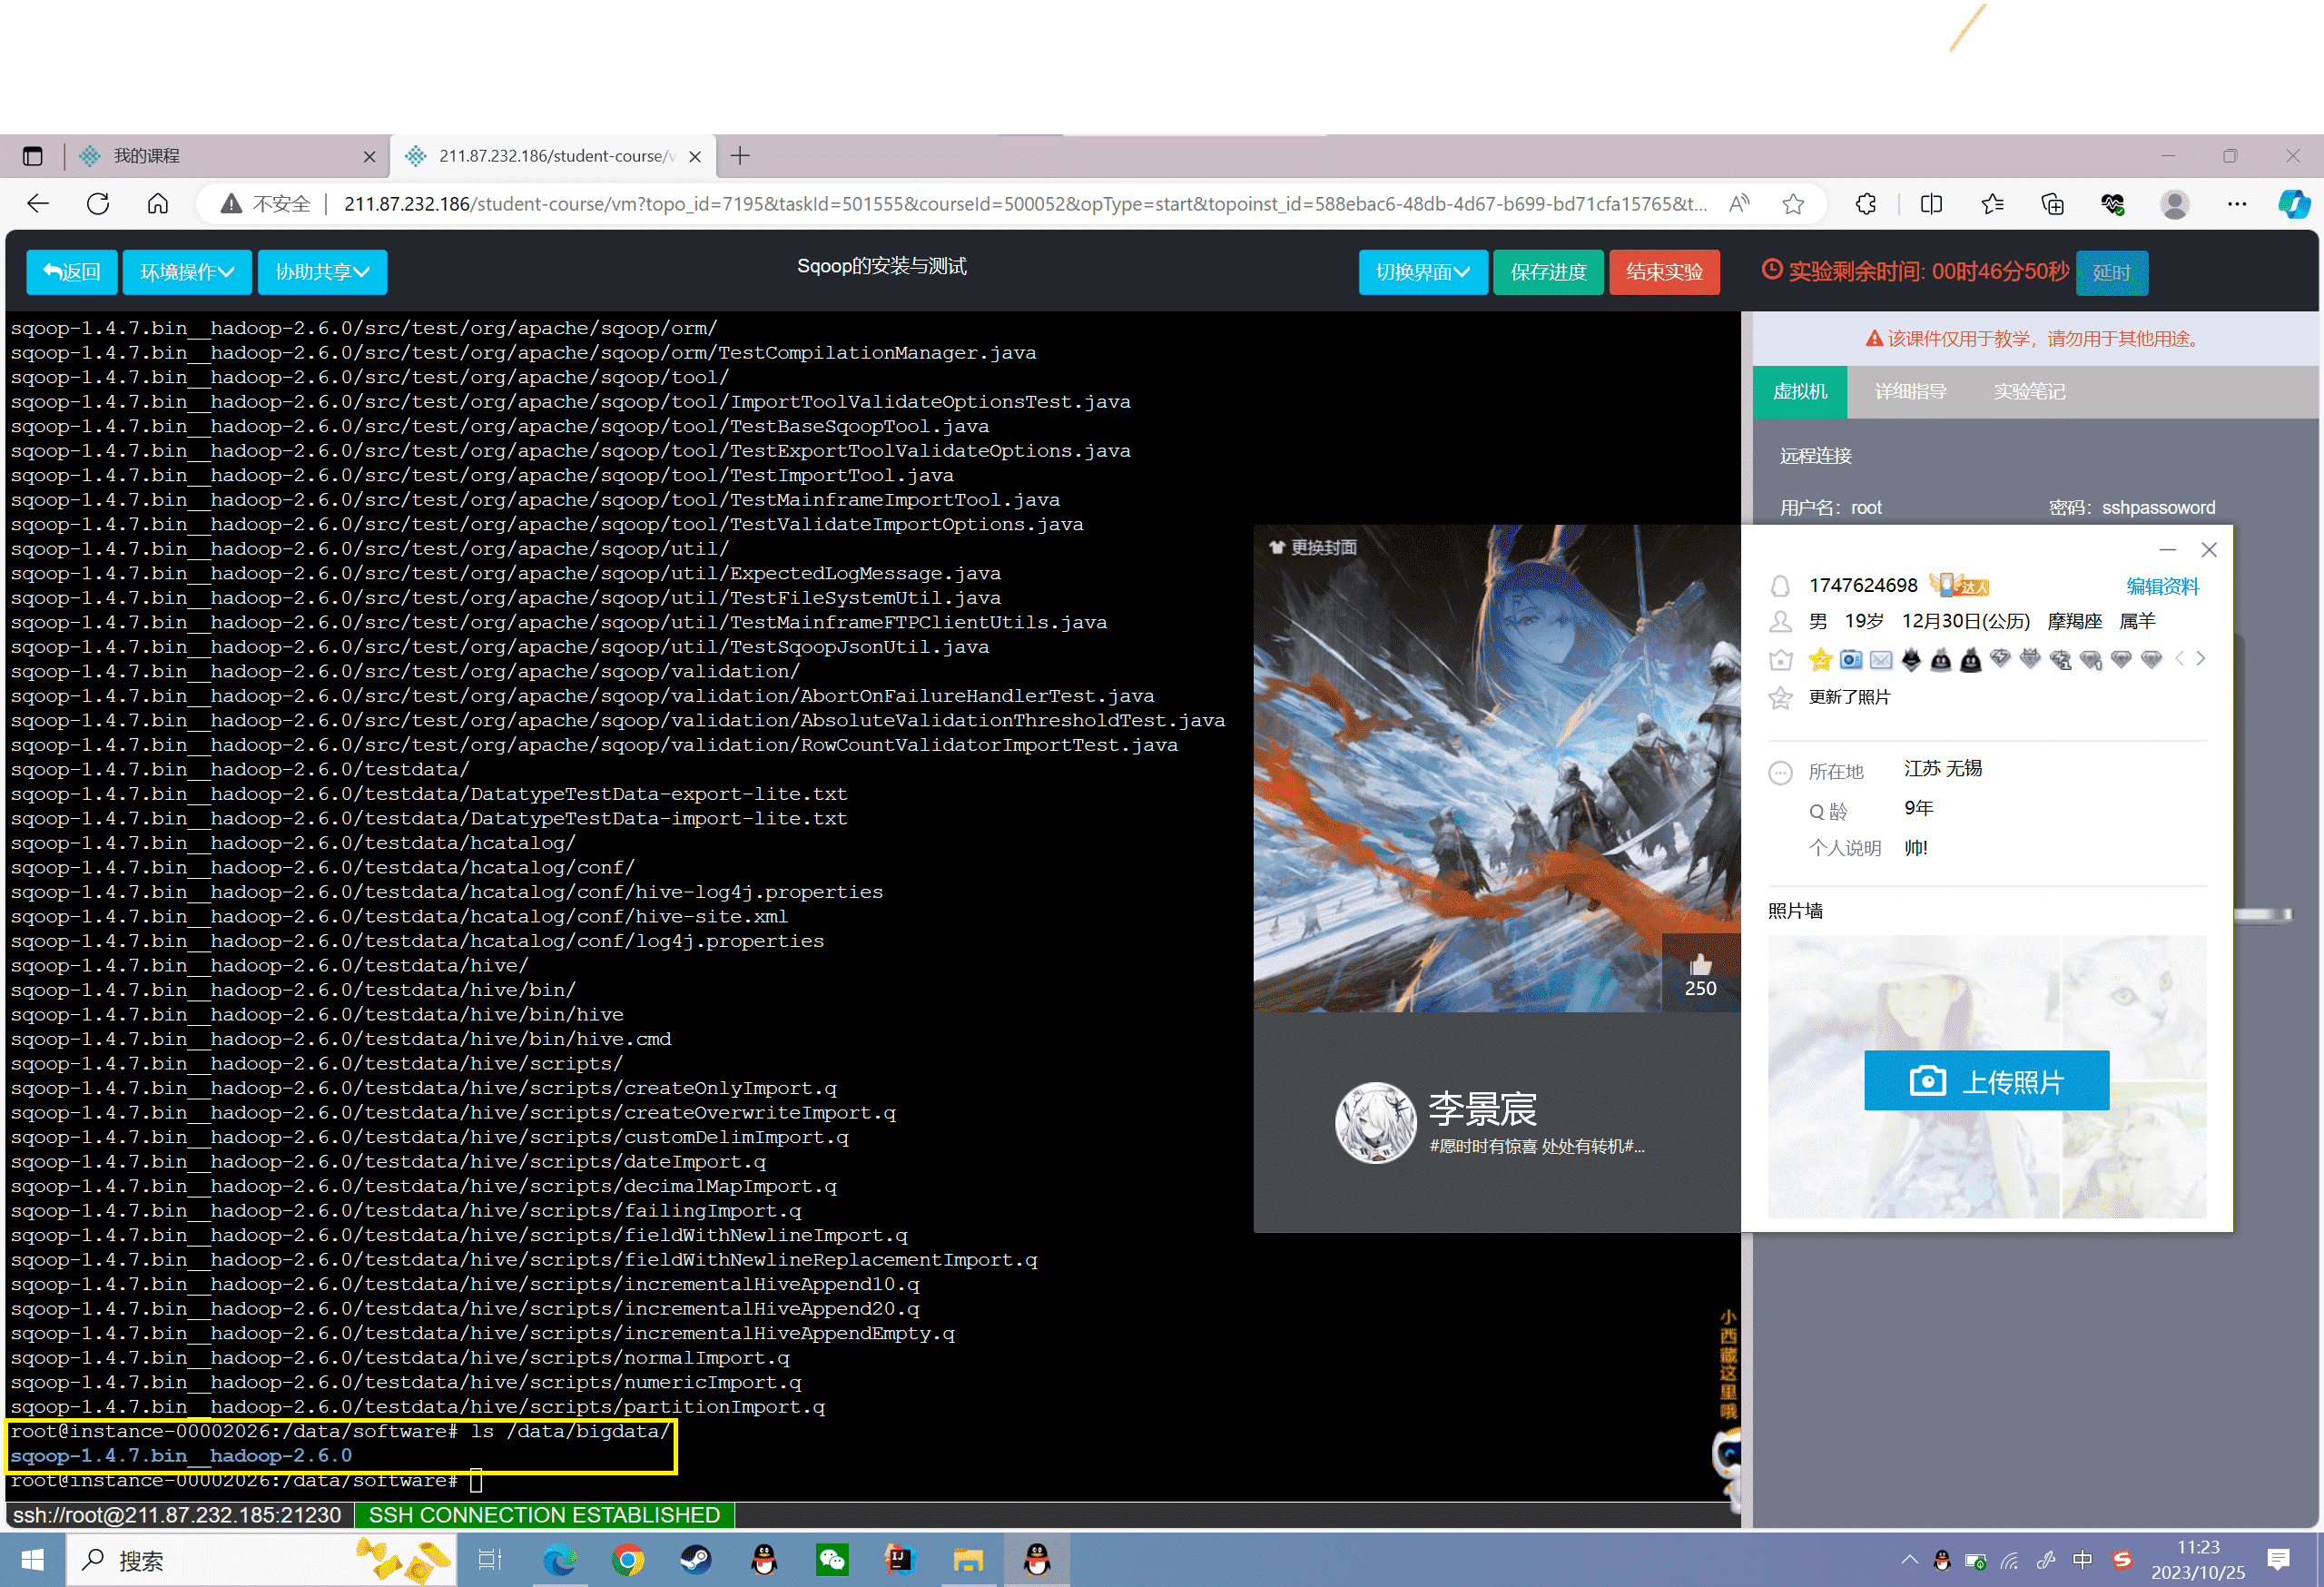 我的课程
211.87.232.186/student-course/v
不安全
211.87.232.186/student-course/vm?topo_id=7195&taskId=501555&courseId=500052&opType=start&topoinst_id=588ebac6-48db-4d67-b699-bd71cfa15765&t...
返回
环境操作
协助共享
Sqoop的安装与测试
切换界面
保存进度
结束实验
实验剩余时间: 00时46分50秒
延时
sqoop-1.4.7.bin__hadoop-2.6.0/src/test/org/apache/sqoop/orm/
sqoop-1.4.7.bin__hadoop-2.6.0/src/test/org/apache/sqoop/orm/TestCompilationManager.java
sqoop-1.4.7.bin__hadoop-2.6.0/src/test/org/apache/sqoop/tool/
sqoop-1.4.7.bin__hadoop-2.6.0/src/test/org/apache/sqoop/tool/ImportToolValidateOptionsTest.java
sqoop-1.4.7.bin__hadoop-2.6.0/src/test/org/apache/sqoop/tool/TestBaseSqoopTool.java
sqoop-1.4.7.bin__hadoop-2.6.0/src/test/org/apache/sqoop/tool/TestExportToolValidateOptions.java
sqoop-1.4.7.bin__hadoop-2.6.0/src/test/org/apache/sqoop/tool/TestImportTool.java
sqoop-1.4.7.bin__hadoop-2.6.0/src/test/org/apache/sqoop/tool/TestMainframeImportTool.java
sqoop-1.4.7.bin__hadoop-2.6.0/src/test/org/apache/sqoop/tool/TestValidateImportOptions.java
sqoop-1.4.7.bin__hadoop-2.6.0/src/test/org/apache/sqoop/util/
sqoop-1.4.7.bin__hadoop-2.6.0/src/test/org/apache/sqoop/util/ExpectedLogMessage.java
sqoop-1.4.7.bin__hadoop-2.6.0/src/test/org/apache/sqoop/util/TestFileSystemUtil.java
sqoop-1.4.7.bin__hadoop-2.6.0/src/test/org/apache/sqoop/util/TestMainframeFTPClientUtils.java
sqoop-1.4.7.bin__hadoop-2.6.0/src/test/org/apache/sqoop/util/TestSqoopJsonUtil.java
sqoop-1.4.7.bin__hadoop-2.6.0/src/test/org/apache/sqoop/validation/
sqoop-1.4.7.bin__hadoop-2.6.0/src/test/org/apache/sqoop/validation/AbortOnFailureHandlerTest.java
sqoop-1.4.7.bin__hadoop-2.6.0/src/test/org/apache/sqoop/validation/AbsoluteValidationThresholdTest.java
sqoop-1.4.7.bin__hadoop-2.6.0/src/test/org/apache/sqoop/validation/RowCountValidatorImportTest.java
sqoop-1.4.7.bin__hadoop-2.6.0/testdata/
sqoop-1.4.7.bin__hadoop-2.6.0/testdata/DatatypeTestData-export-lite.txt
sqoop-1.4.7.bin__hadoop-2.6.0/testdata/DatatypeTestData-import-lite.txt
sqoop-1.4.7.bin__hadoop-2.6.0/testdata/hcatalog/
sqoop-1.4.7.bin__hadoop-2.6.0/testdata/hcatalog/conf/
sqoop-1.4.7.bin__hadoop-2.6.0/testdata/hcatalog/conf/hive-log4j.properties
sqoop-1.4.7.bin__hadoop-2.6.0/testdata/hcatalog/conf/hive-site.xml
sqoop-1.4.7.bin__hadoop-2.6.0/testdata/hcatalog/conf/log4j.properties
sqoop-1.4.7.bin__hadoop-2.6.0/testdata/hive/
sqoop-1.4.7.bin__hadoop-2.6.0/testdata/hive/bin/
sqoop-1.4.7.bin__hadoop-2.6.0/testdata/hive/bin/hive
sqoop-1.4.7.bin__hadoop-2.6.0/testdata/hive/bin/hive.cmd
sqoop-1.4.7.bin__hadoop-2.6.0/testdata/hive/scripts/
sqoop-1.4.7.bin__hadoop-2.6.0/testdata/hive/scripts/createOnlyImport.q
sqoop-1.4.7.bin__hadoop-2.6.0/testdata/hive/scripts/createOverwriteImport.q
sqoop-1.4.7.bin__hadoop-2.6.0/testdata/hive/scripts/customDelimImport.q
sqoop-1.4.7.bin__hadoop-2.6.0/testdata/hive/scripts/dateImport.q
sqoop-1.4.7.bin__hadoop-2.6.0/testdata/hive/scripts/decimalMapImport.q
sqoop-1.4.7.bin__hadoop-2.6.0/testdata/hive/scripts/failingImport.q
sqoop-1.4.7.bin__hadoop-2.6.0/testdata/hive/scripts/fieldWithNewlineImport.q
sqoop-1.4.7.bin__hadoop-2.6.0/testdata/hive/scripts/fieldWithNewlineReplacementImport.q
sqoop-1.4.7.bin__hadoop-2.6.0/testdata/hive/scripts/incrementalHiveAppend10.q
sqoop-1.4.7.bin__hadoop-2.6.0/testdata/hive/scripts/incrementalHiveAppend20.q
sqoop-1.4.7.bin__hadoop-2.6.0/testdata/hive/scripts/incrementalHiveAppendEmpty.q
sqoop-1.4.7.bin__hadoop-2.6.0/testdata/hive/scripts/normalImport.q
sqoop-1.4.7.bin__hadoop-2.6.0/testdata/hive/scripts/numericImport.q
sqoop-1.4.7.bin__hadoop-2.6.0/testdata/hive/scripts/partitionImport.q
root@instance-00002026:/data/software# ls /data/bigdata/
sqoop-1.4.7.bin__hadoop-2.6.0
root@instance-00002026:/data/software#
ssh://root@211.87.232.185:21230
SSH CONNECTION ESTABLISHED
该课件仅用于教学，请勿用于其他用途。
虚拟机
详细指导
实验笔记
远程连接
用户名：root
密码：sshpassoword
更换封面
250
李景宸
#愿时时有惊喜 处处有转机#...
1747624698
达人
编辑资料
男 19岁 12月30日(公历) 摩羯座 属羊
更新了照片
所在地 江苏 无锡
Q 龄 9年
个人说明 帅!
照片墙
上传照片
小西藏这里哦
搜索
中
11:23
2023/10/25